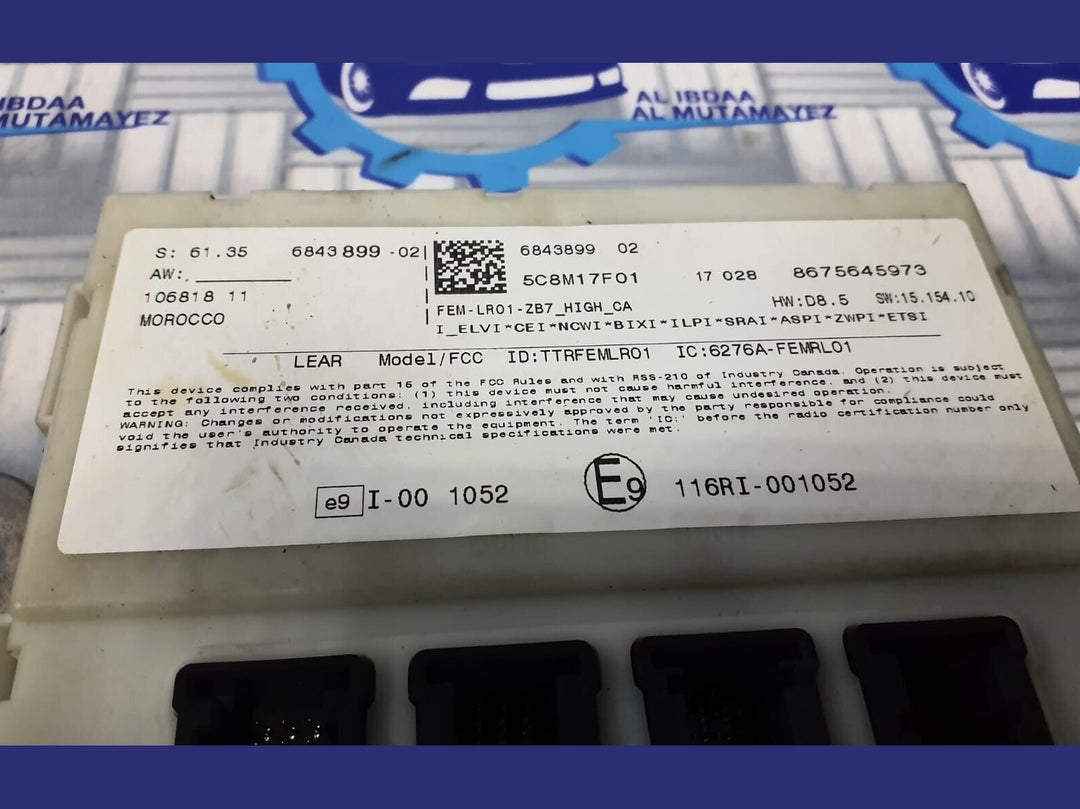 IBDAA
MUTAMAYEZ
AL IBDAA
AL MUTAMAYEZ
S: 61.35 6843 899 -02
AW:
106818 11
MOROCCO
6843899 02
5C8M17F01 17 028 8675645973
FEM-LR01-ZB7_HIGH_CA HW:D8.5 SW:15.154.10
I_ELVI*CEI*NCWI*BIXI*ILPI*SRAI*ASPI*ZWPI*ETSI
LEAR Model/FCC ID:TTRFEMLR01 IC:6276A-FEMRL01
This device complies with part 15 of the FCC Rules and with RSS-210 of Industry Canada. Operation is subject
to the following two conditions: (1) this device must not cause harmful interference, and (2) this device must
accept any interference received, including interference that may cause undesired operation.
WARNING: Changes or modifications not expressively approved by the party responsible for compliance could
void the user's authority to operate the equipment. The term 'IC:' before the radio certification number only
signifies that Industry Canada technical specifications were met.
e9 I-00 1052
E9 116RI-001052